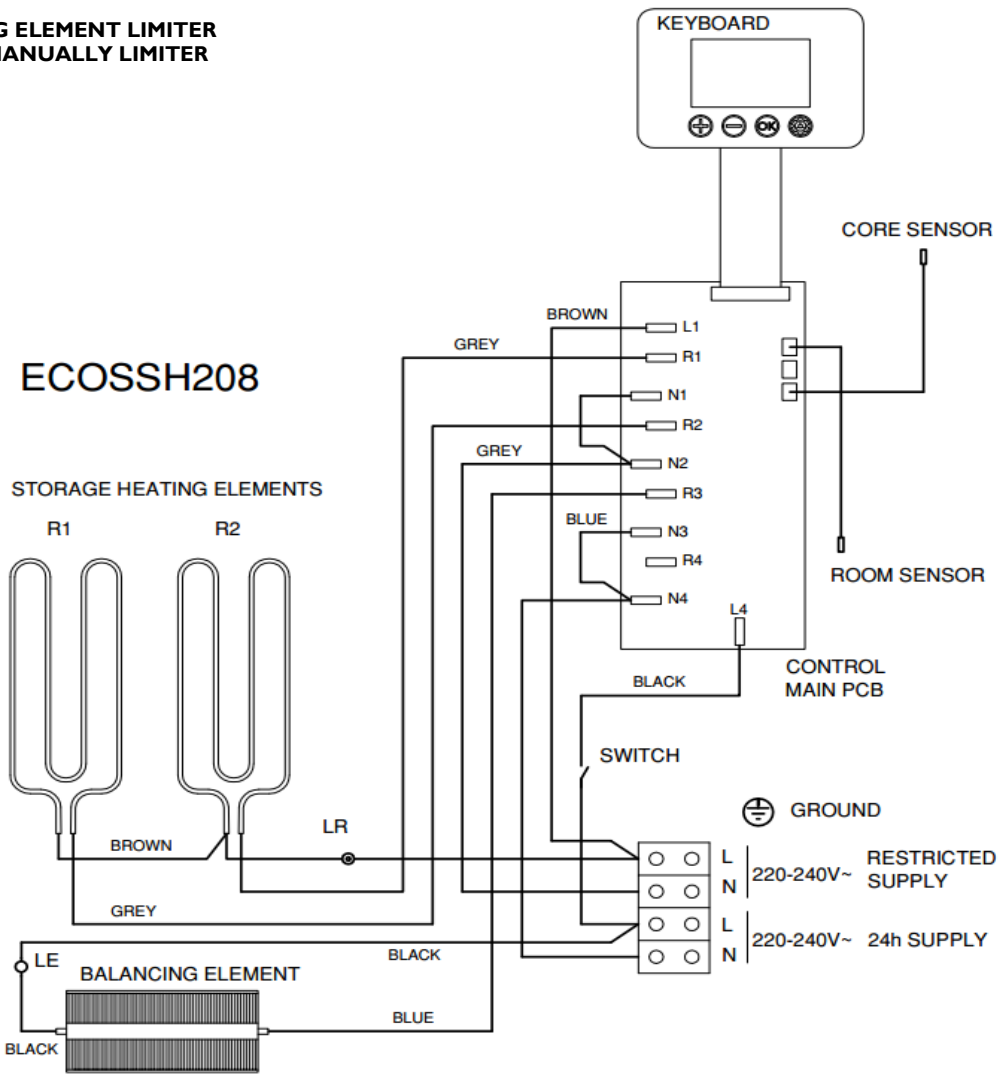 G ELEMENT LIMITER
MANUALLY LIMITER
KEYBOARD
OK
CORE SENSOR
BROWN
L1
GREY
R1
ECOSSH208
N1
R2
GREY
N2
STORAGE HEATING ELEMENTS
R3
R1
R2
BLUE
N3
R4
ROOM SENSOR
N4
L4
CONTROL
MAIN PCB
BLACK
SWITCH
GROUND
LR
BROWN
L
220-240V~
RESTRICTED
SUPPLY
N
GREY
L
220-240V~ 24h SUPPLY
N
BLACK
LE
BALANCING ELEMENT
BLUE
BLACK